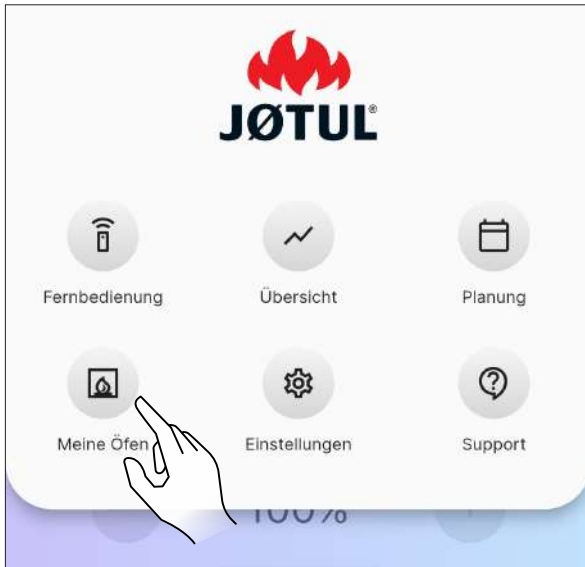 JØTUL®
Fernbedienung
Übersicht
Planung
Meine Öfen
Einstellungen
Support
100%